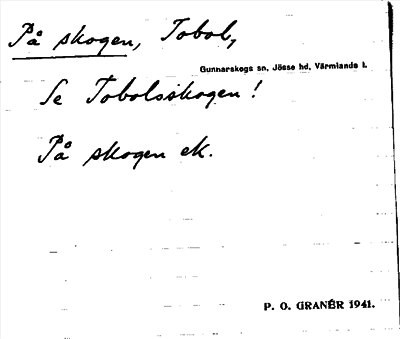 På skogen, Tobol,
Gunnarskogs sn, Jösse hd, Värmlands l.
Se Tobolsskogen!
På skogen ek.
P. O. GRANÉR 1941.